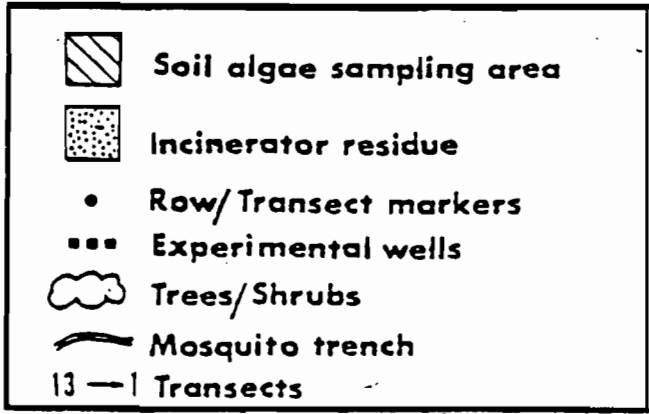 Soil algae sampling area
Incinerator residue
Row/Transect markers
Experimental wells
Trees/Shrubs
Mosquito trench
13 — 1 Transects